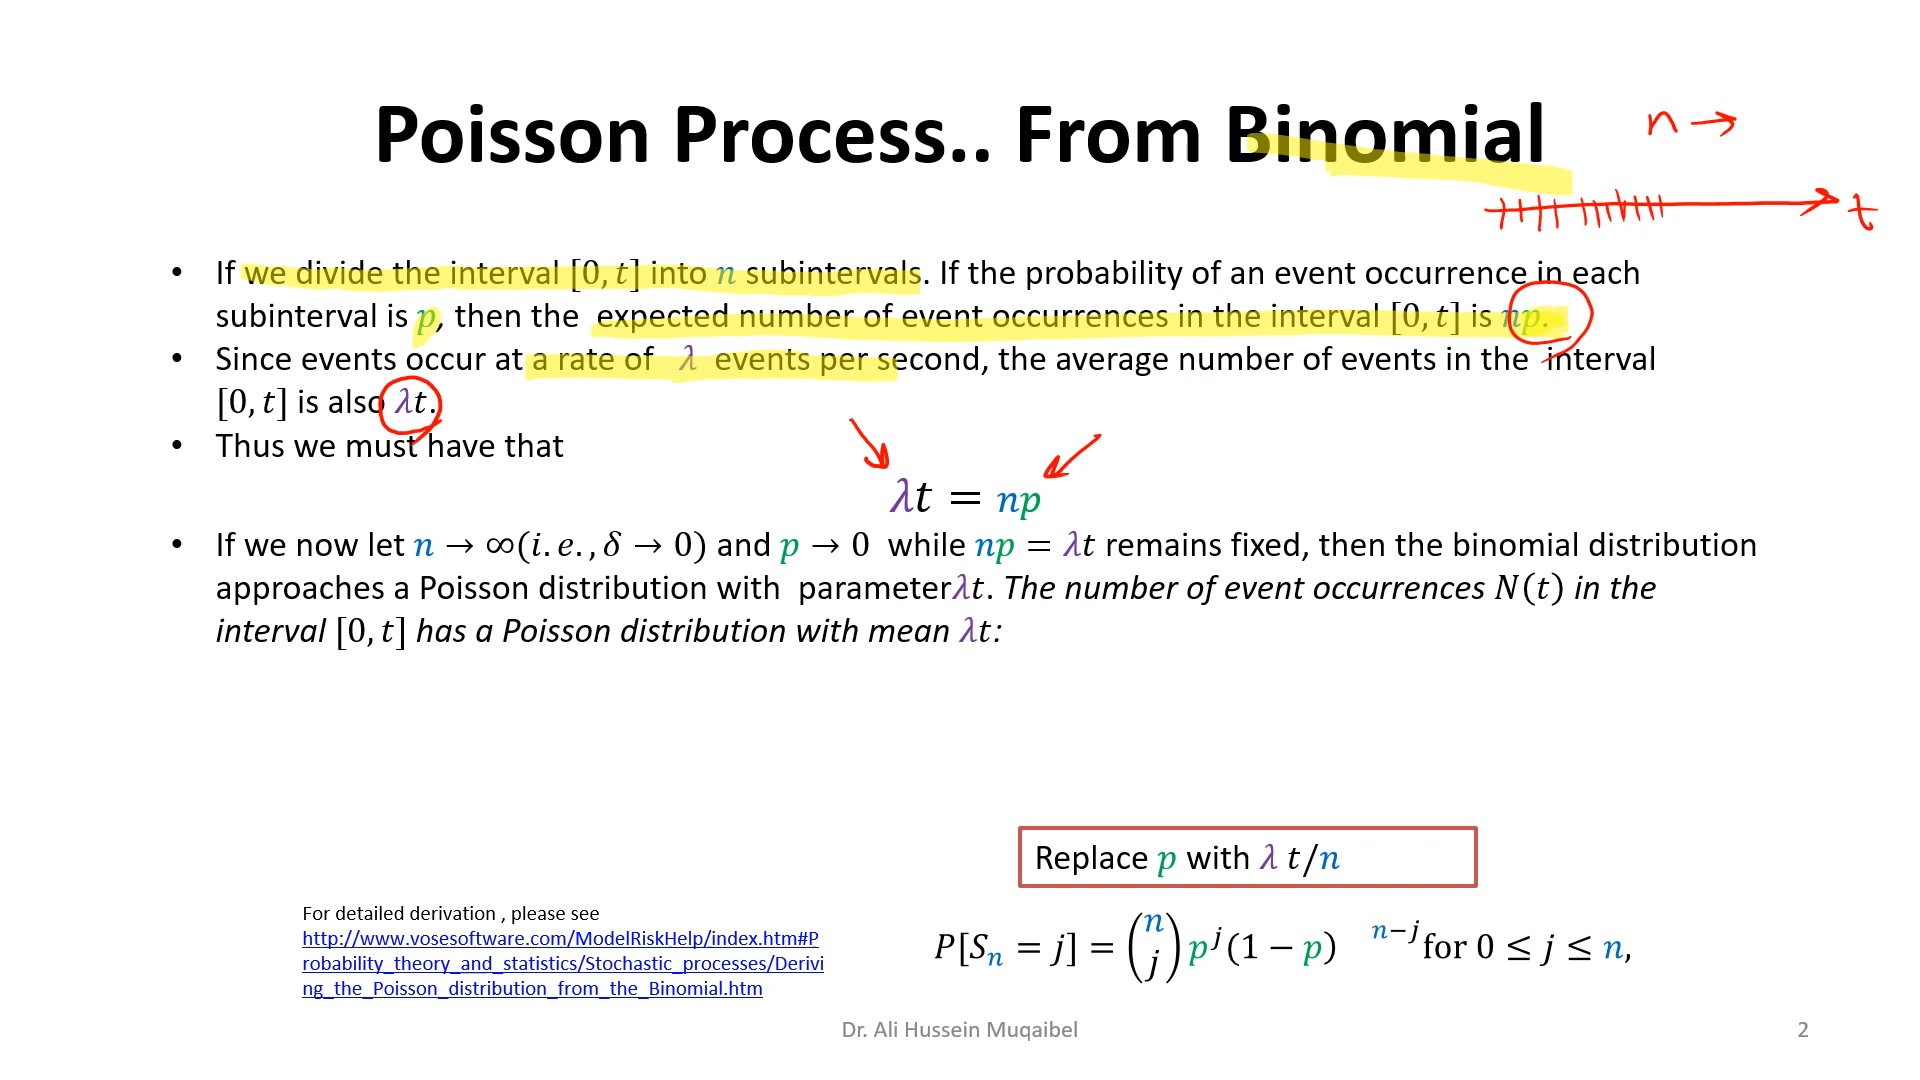 Poisson Process.. From Binomial
n →
t
• If we divide the interval [0, t] into n subintervals. If the probability of an event occurrence in each
subinterval is p, then the expected number of event occurrences in the interval [0, t] is np.
• Since events occur at a rate of λ events per second, the average number of events in the interval
[0, t] is also λt.
• Thus we must have that
λt = np
• If we now let n → ∞(i.e., δ → 0) and p → 0 while np = λt remains fixed, then the binomial distribution
approaches a Poisson distribution with parameterλt. The number of event occurrences N(t) in the
interval [0, t] has a Poisson distribution with mean λt:
Replace p with λ t/n
For detailed derivation , please see
http://www.vosesoftware.com/ModelRiskHelp/index.htm#P
robability_theory_and_statistics/Stochastic_processes/Derivi
ng_the_Poisson_distribution_from_the_Binomial.htm
P[Sₙ = j] = (n j) p^j (1 − p) ^(n−j) for 0 ≤ j ≤ n,
Dr. Ali Hussein Muqaibel
2